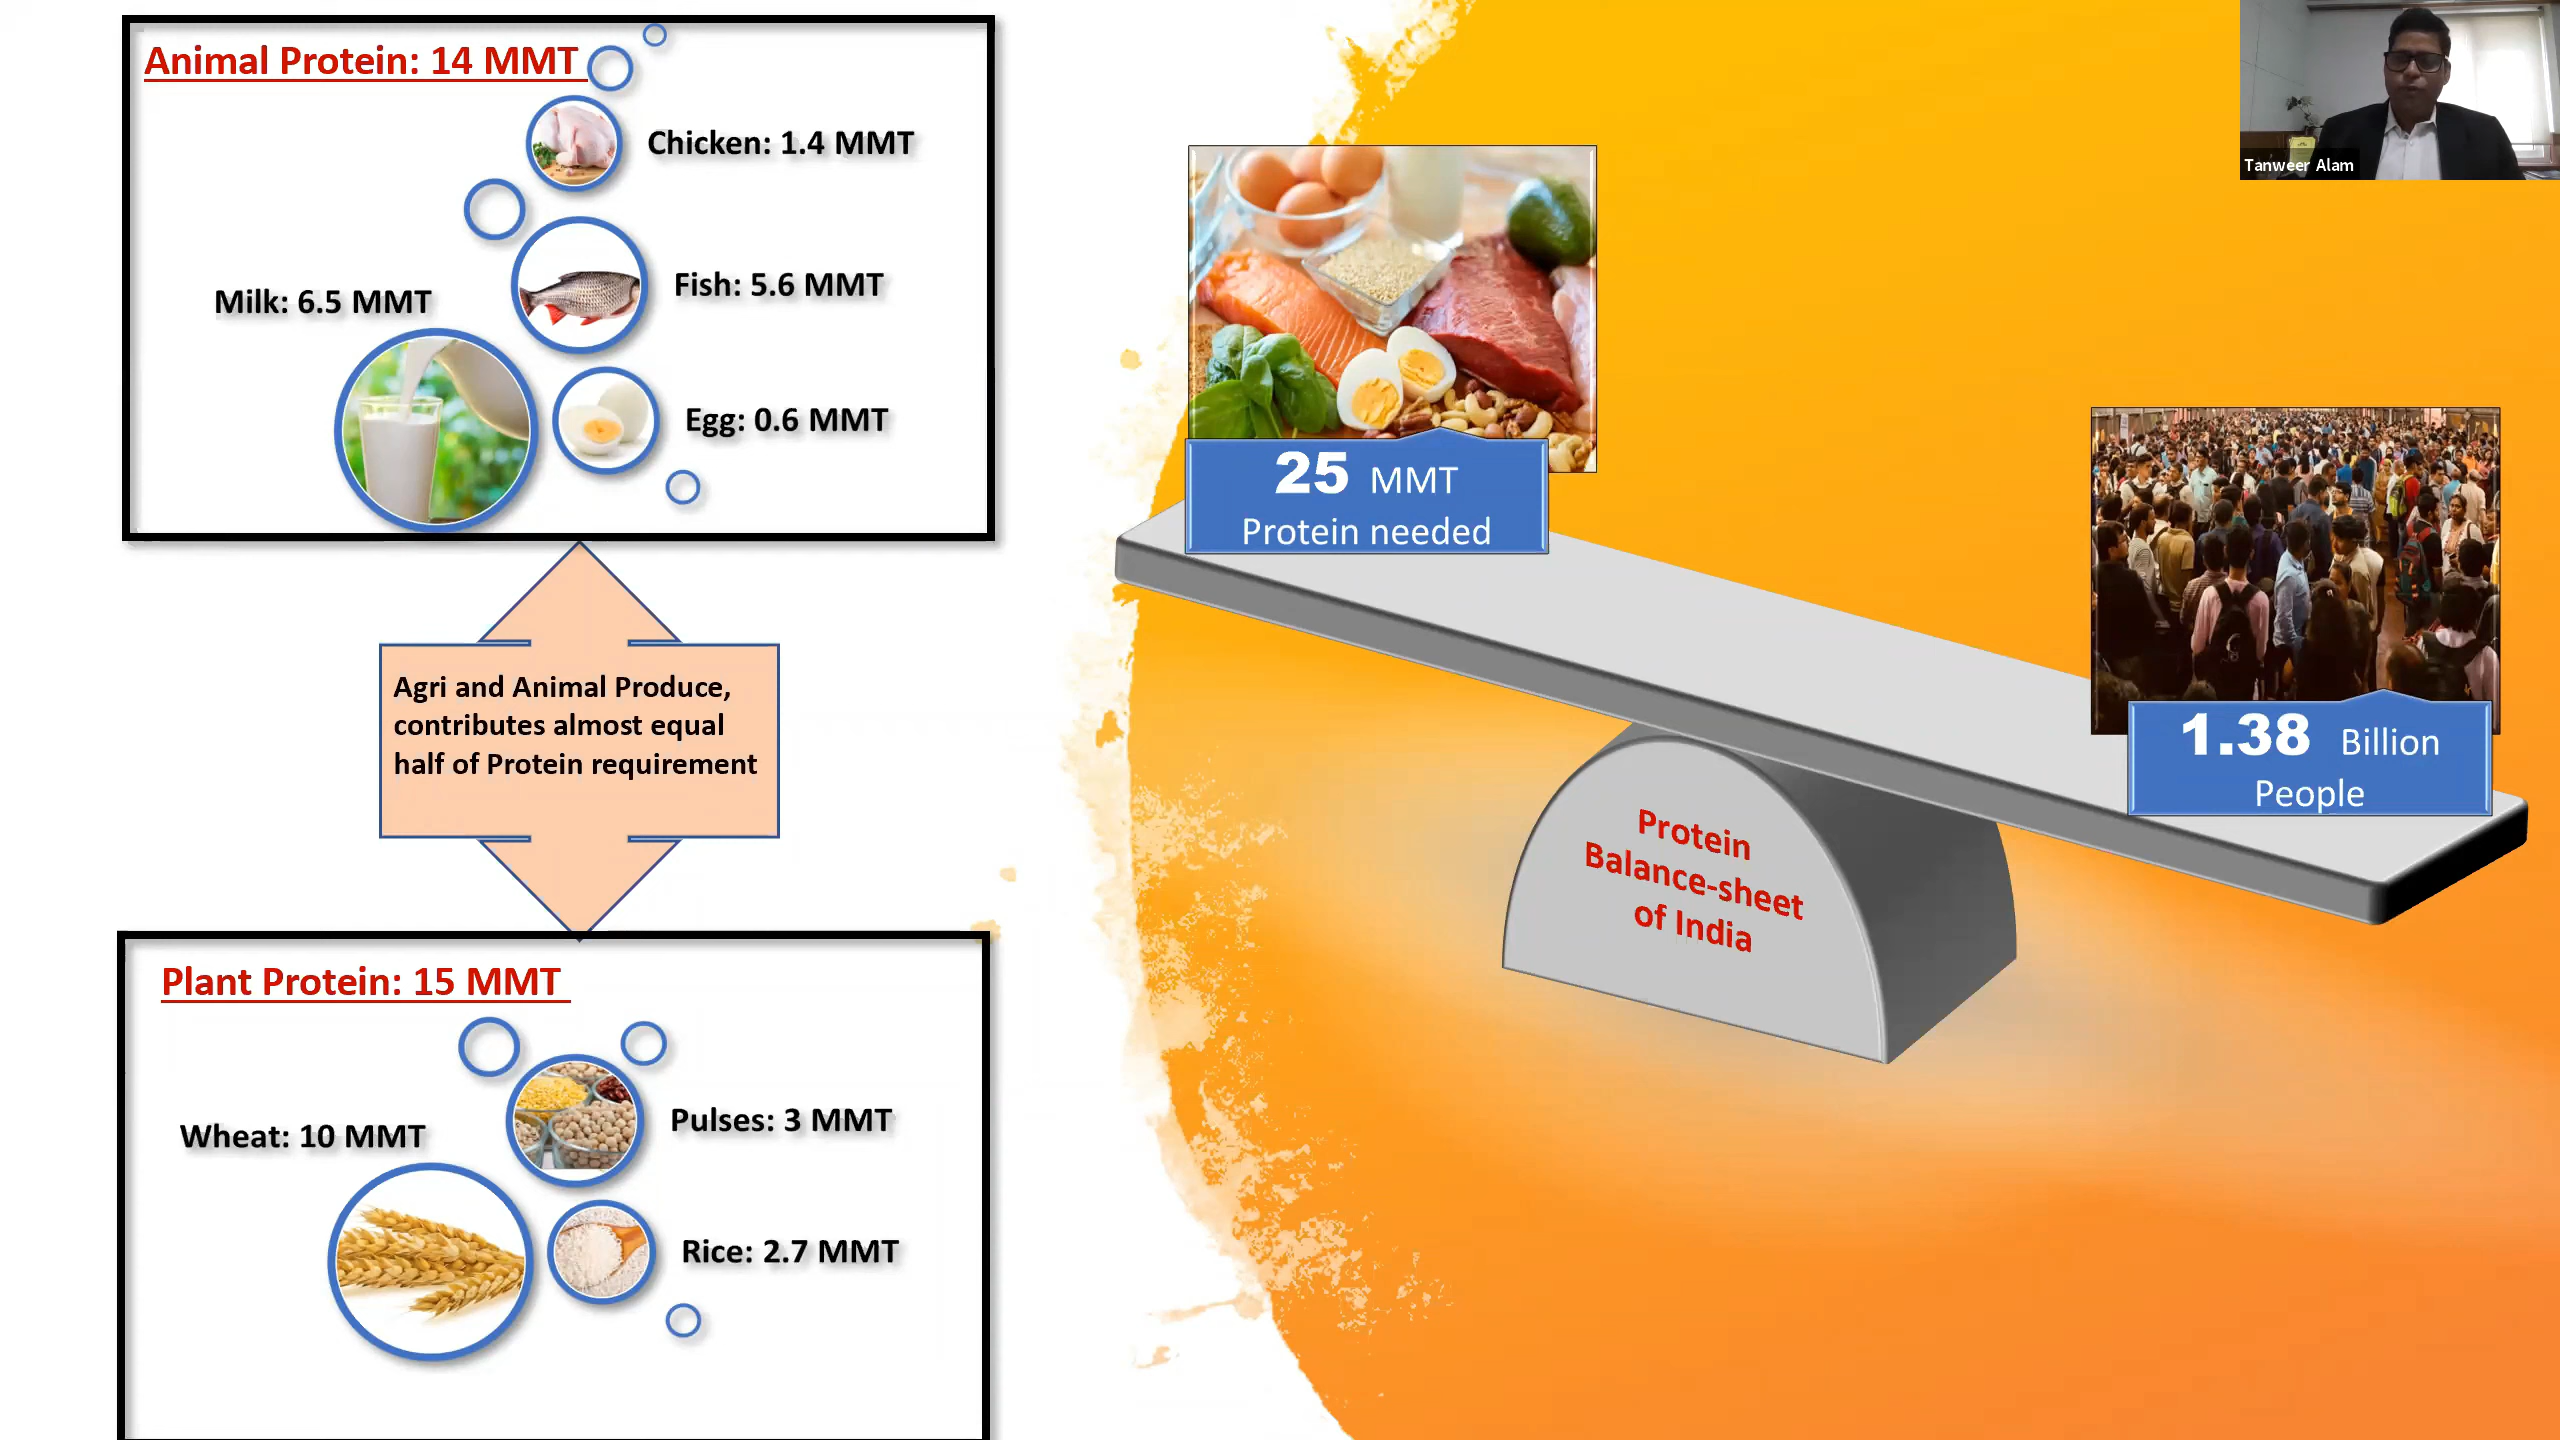 Animal Protein: 14 MMT
Chicken: 1.4 MMT
Fish: 5.6 MMT
Milk: 6.5 MMT
Egg: 0.6 MMT
Agri and Animal Produce,
contributes almost equal
half of Protein requirement
Plant Protein: 15 MMT
Pulses: 3 MMT
Wheat: 10 MMT
Rice: 2.7 MMT
25 MMT
Protein needed
1.38 Billion
People
Protein
Balance-sheet
of India
Tanweer Alam